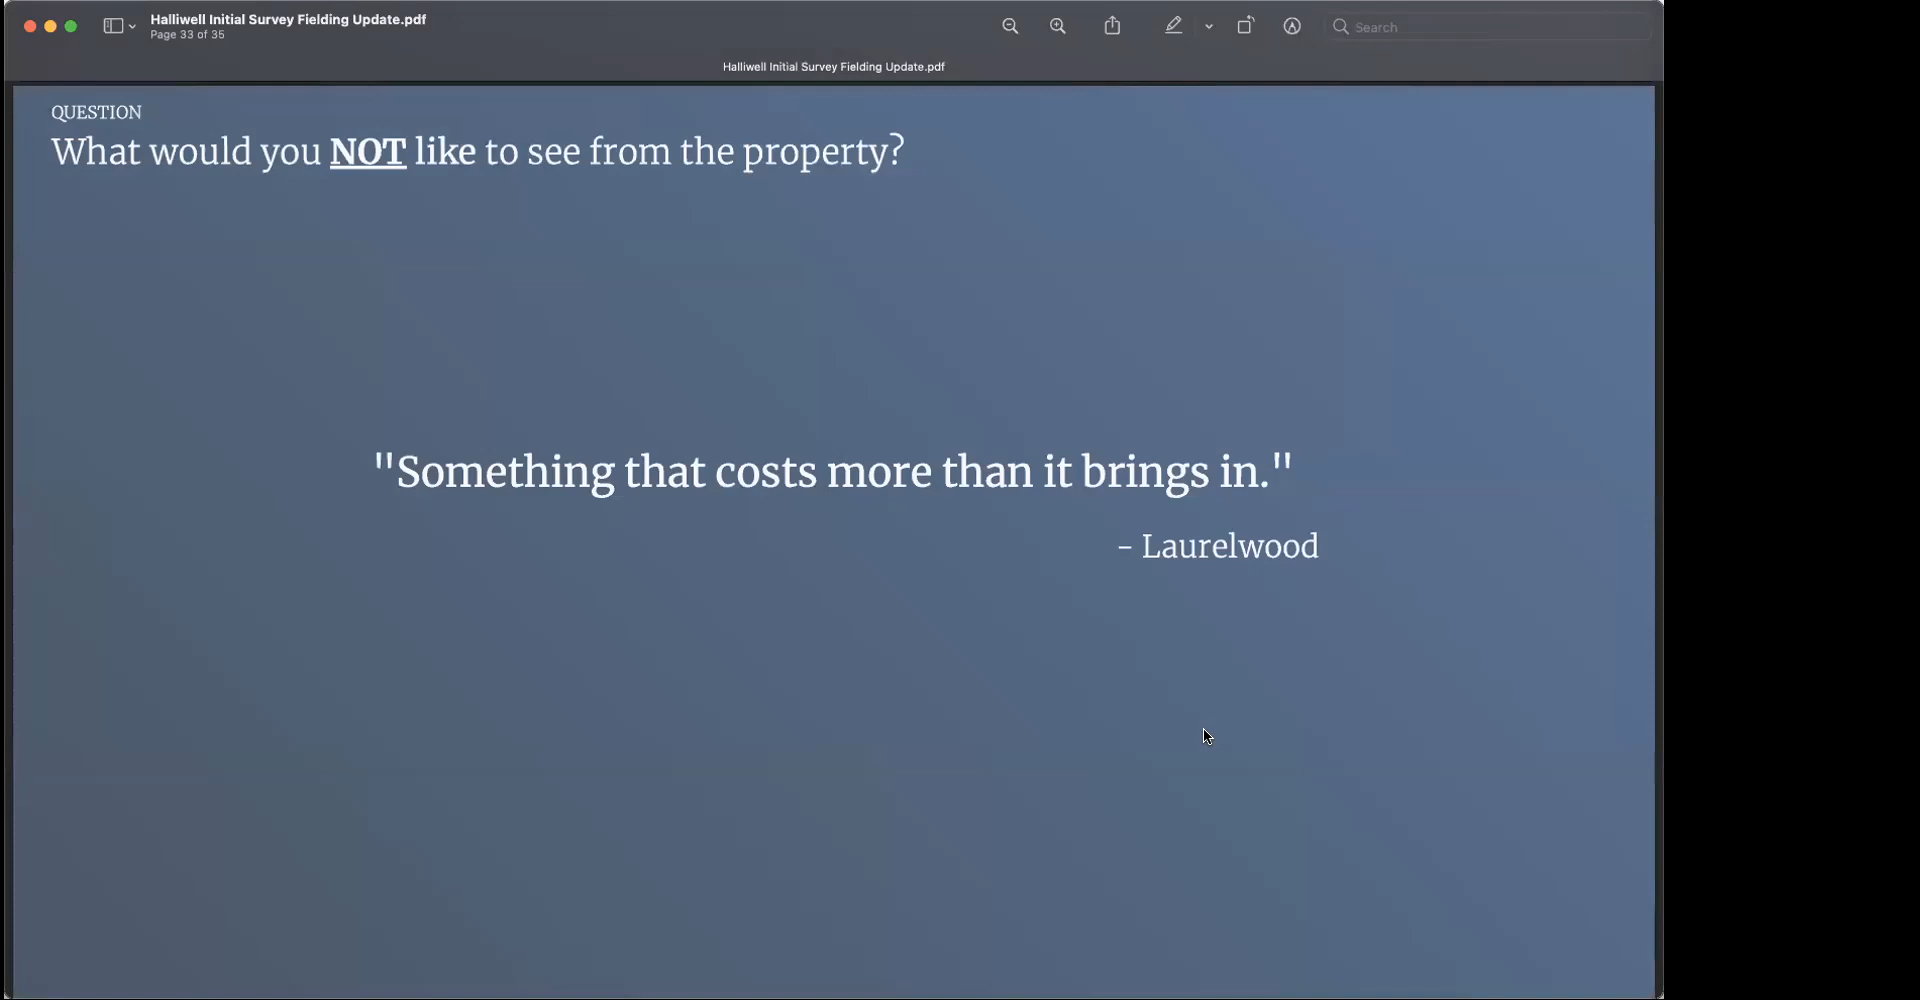 Halliwell Initial Survey Fielding Update.pdf
Page 33 of 35
Search
Halliwell Initial Survey Fielding Update.pdf
QUESTION
What would you NOT like to see from the property?
"Something that costs more than it brings in."
- Laurelwood